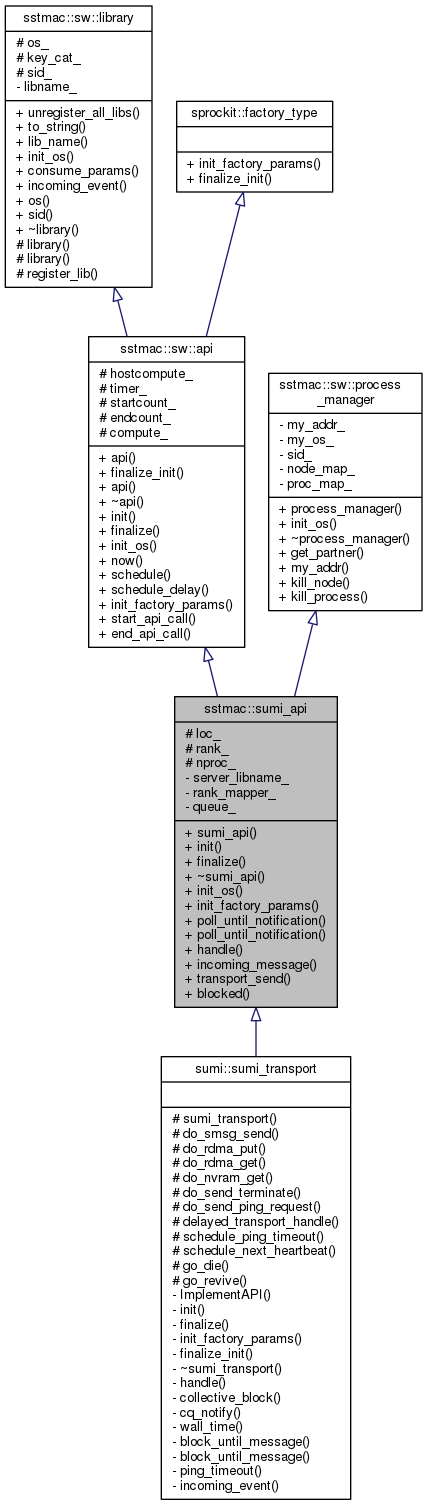 sstmac::sw::library
# os_
# key_cat_
# sid_
- libname_
+ unregister_all_libs()
+ to_string()
+ lib_name()
+ init_os()
+ consume_params()
+ incoming_event()
+ os()
+ sid()
+ ~library()
# library()
# library()
# register_lib()
sprockit::factory_type
+ init_factory_params()
+ finalize_init()
sstmac::sw::api
# hostcompute_
# timer_
# startcount_
# endcount_
# compute_
+ api()
+ finalize_init()
+ api()
+ ~api()
+ init()
+ finalize()
+ init_os()
+ now()
+ schedule()
+ schedule_delay()
+ init_factory_params()
+ start_api_call()
+ end_api_call()
sstmac::sw::process
_manager
- my_addr_
- my_os_
- sid_
- node_map_
- proc_map_
+ process_manager()
+ init_os()
+ ~process_manager()
+ get_partner()
+ my_addr()
+ kill_node()
+ kill_process()
sstmac::sumi_api
# loc_
# rank_
# nproc_
- server_libname_
- rank_mapper_
- queue_
+ sumi_api()
+ init()
+ finalize()
+ ~sumi_api()
+ init_os()
+ init_factory_params()
+ poll_until_notification()
+ poll_until_notification()
+ handle()
+ incoming_message()
+ transport_send()
+ blocked()
sumi::sumi_transport
# sumi_transport()
# do_smsg_send()
# do_rdma_put()
# do_rdma_get()
# do_nvram_get()
# do_send_terminate()
# do_send_ping_request()
# delayed_transport_handle()
# schedule_ping_timeout()
# schedule_next_heartbeat()
# go_die()
# go_revive()
- ImplementAPI()
- init()
- finalize()
- init_factory_params()
- finalize_init()
- ~sumi_transport()
- handle()
- collective_block()
- cq_notify()
- wall_time()
- block_until_message()
- block_until_message()
- ping_timeout()
- incoming_event()